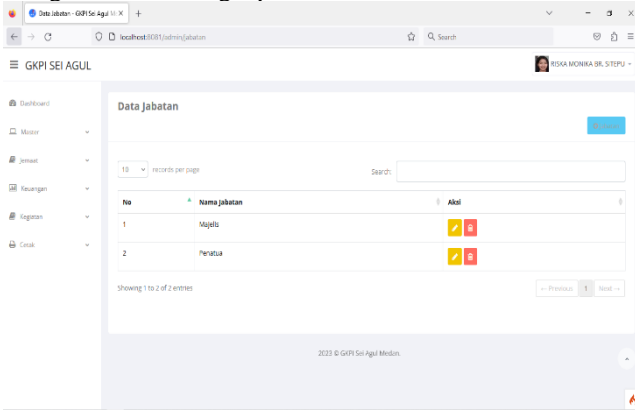 Data Jabatan - GKPI Sei Agul
localhost:8081/admin/jabatan
Search
GKPI SEI AGUL
RISKA MONIKA BR. SITEPU
Dashboard
Master
Jemaat
Keuangan
Kegiatan
Cetak
Data Jabatan
10 records per page
Search:
No Nama Jabatan Aksi
1 Majelis
2 Penatua
Showing 1 to 2 of 2 entries
← Previous 1 Next →
2023 © GKPI Sei Agul Medan.